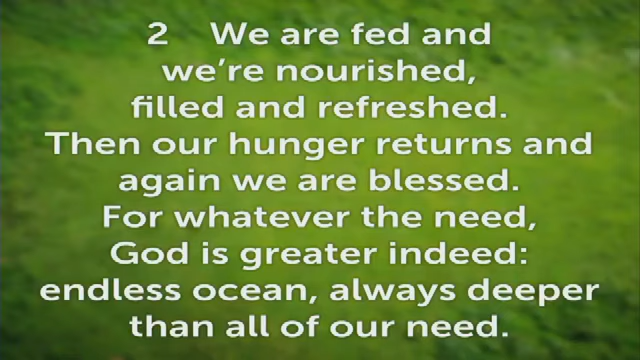 2 We are fed and
we're nourished,
filled and refreshed.
Then our hunger returns and
again we are blessed.
For whatever the need,
God is greater indeed:
endless ocean, always deeper
than all of our need.